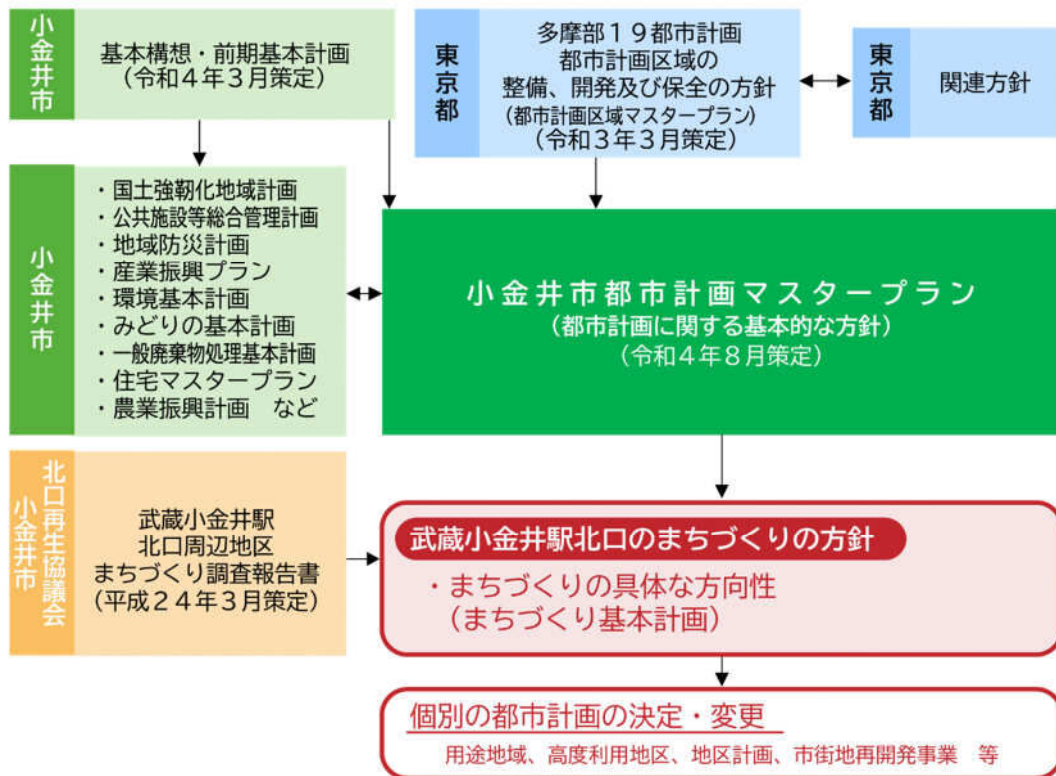 小金井市
基本構想・前期基本計画
(令和４年３月策定)
東京都
多摩部１９都市計画
都市計画区域の
整備、開発及び保全の方針
(都市計画区域マスタープラン)
(令和３年３月策定)
東京都
関連方針
小金井市
・国土強靭化地域計画
・公共施設等総合管理計画
・地域防災計画
・産業振興プラン
・環境基本計画
・みどりの基本計画
・一般廃棄物処理基本計画
・住宅マスタープラン
・農業振興計画　など
小金井市都市計画マスタープラン
(都市計画に関する基本的な方針)
(令和４年８月策定)
北口再生協議会
小金井市
武蔵小金井駅
北口周辺地区
まちづくり調査報告書
(平成２４年３月策定)
武蔵小金井駅北口のまちづくりの方針
・まちづくりの具体な方向性
(まちづくり基本計画)
個別の都市計画の決定・変更
用途地域、高度利用地区、地区計画、市街地再開発事業　等